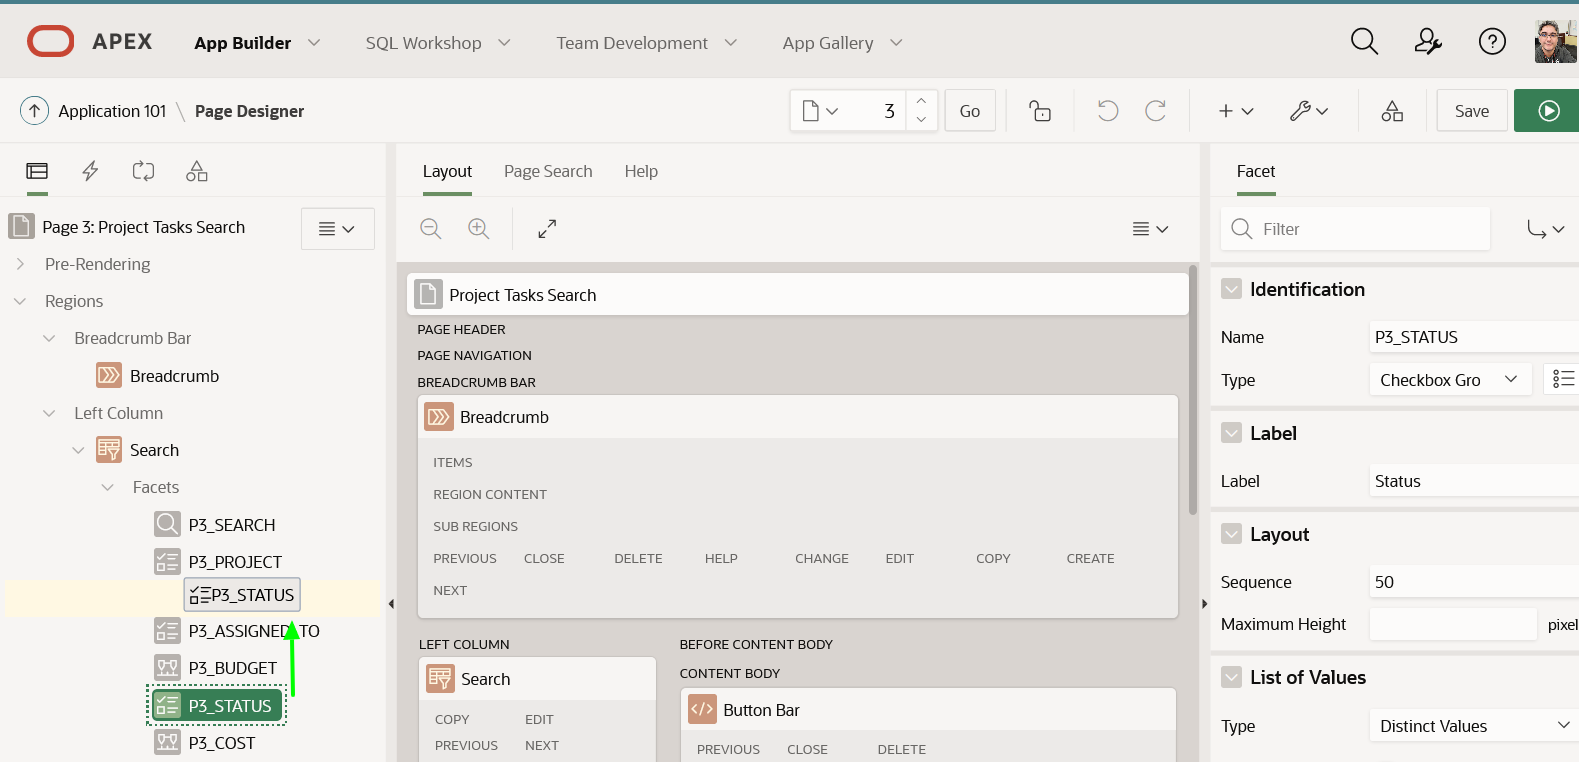 APEX App Builder SQL Workshop Team Development App Gallery
Application 101 \ Page Designer 3 Go Save
Layout Page Search Help
Facet
Page 3: Project Tasks Search
Filter
Pre-Rendering
Regions
Breadcrumb Bar
Breadcrumb
Left Column
Search
Facets
P3_SEARCH
P3_PROJECT
P3_STATUS
P3_ASSIGNED_TO
P3_BUDGET
P3_STATUS
P3_COST
Project Tasks Search
PAGE HEADER
PAGE NAVIGATION
BREADCRUMB BAR
Breadcrumb
ITEMS
REGION CONTENT
SUB REGIONS
PREVIOUS CLOSE DELETE HELP CHANGE EDIT COPY CREATE
NEXT
LEFT COLUMN
Search
COPY EDIT
PREVIOUS NEXT
BEFORE CONTENT BODY
CONTENT BODY
Button Bar
PREVIOUS CLOSE DELETE
Identification
Name P3_STATUS
Type Checkbox Gro
Label
Label Status
Layout
Sequence 50
Maximum Height pixel
List of Values
Type Distinct Values